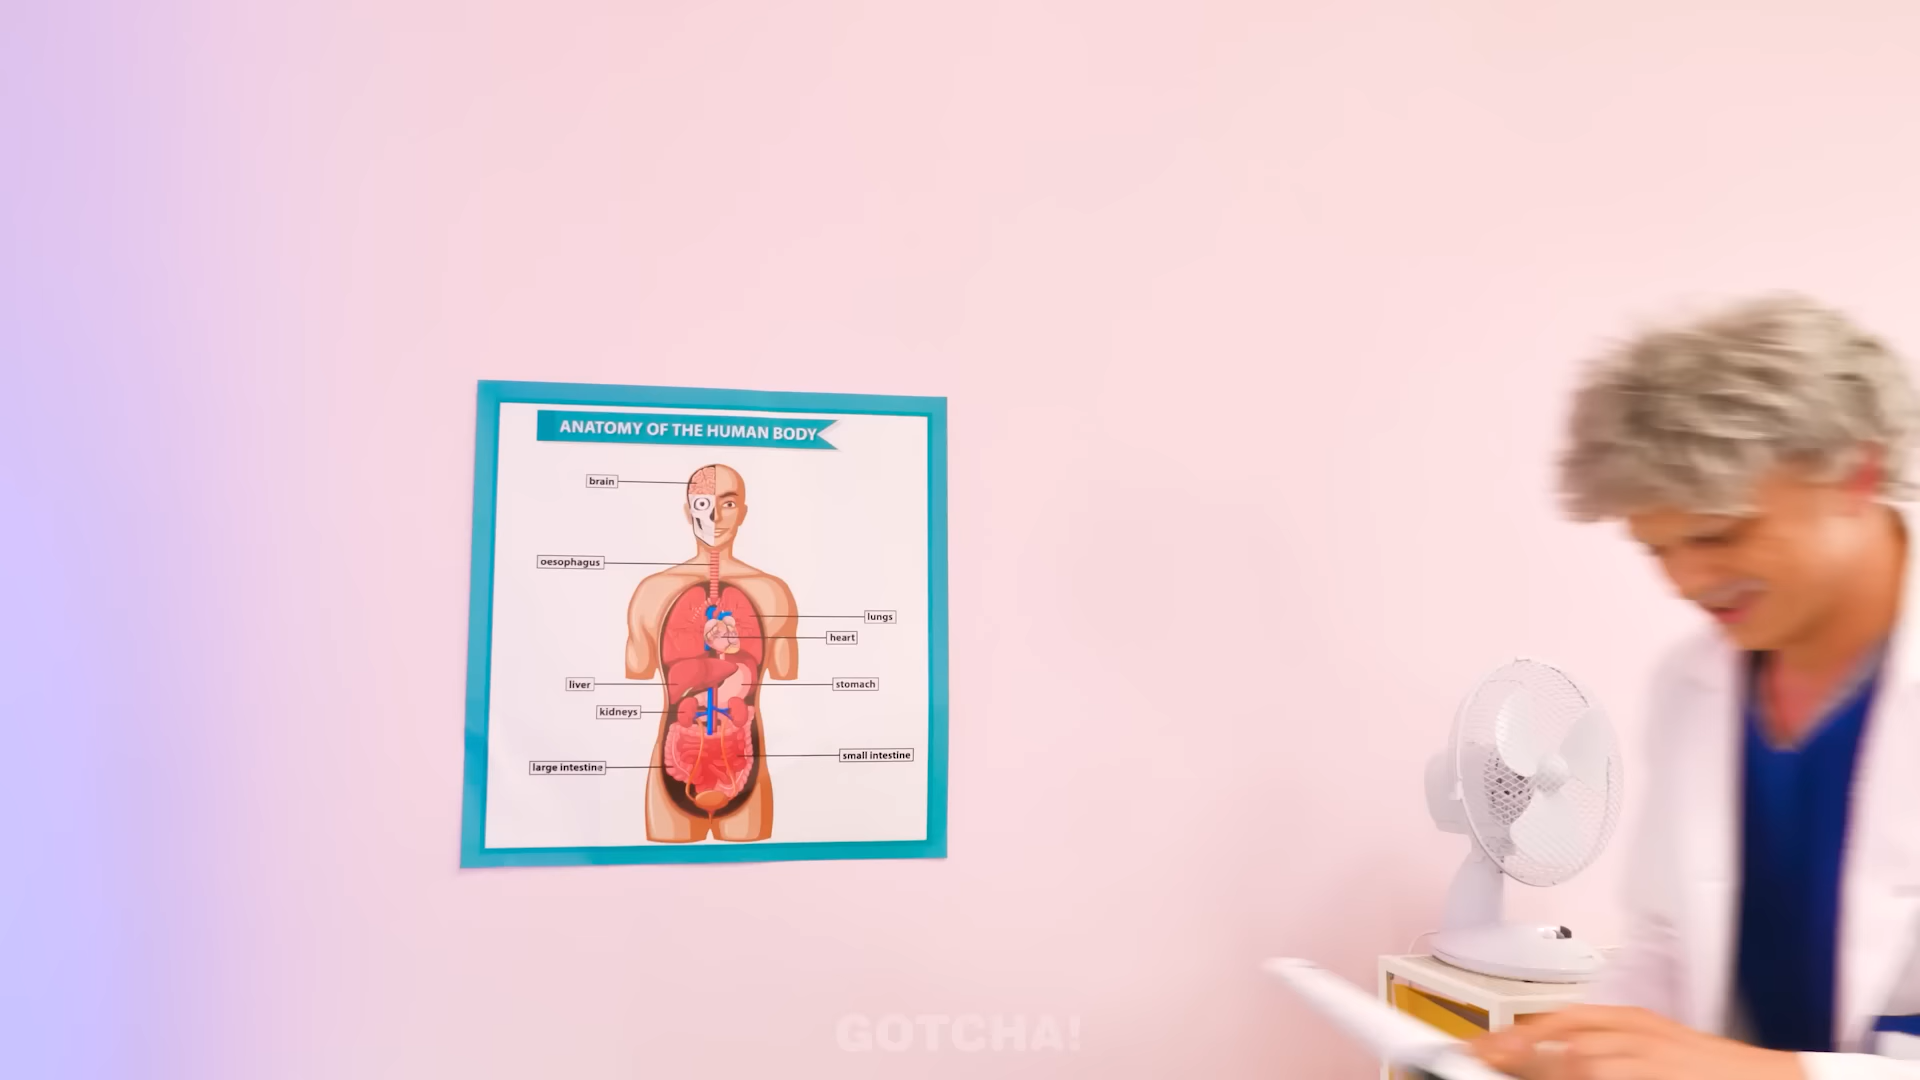 ANATOMY OF THE HUMAN BODY
brain
oesophagus
lungs
heart
liver
stomach
kidneys
small intestine
large intestine
GOTCHA!